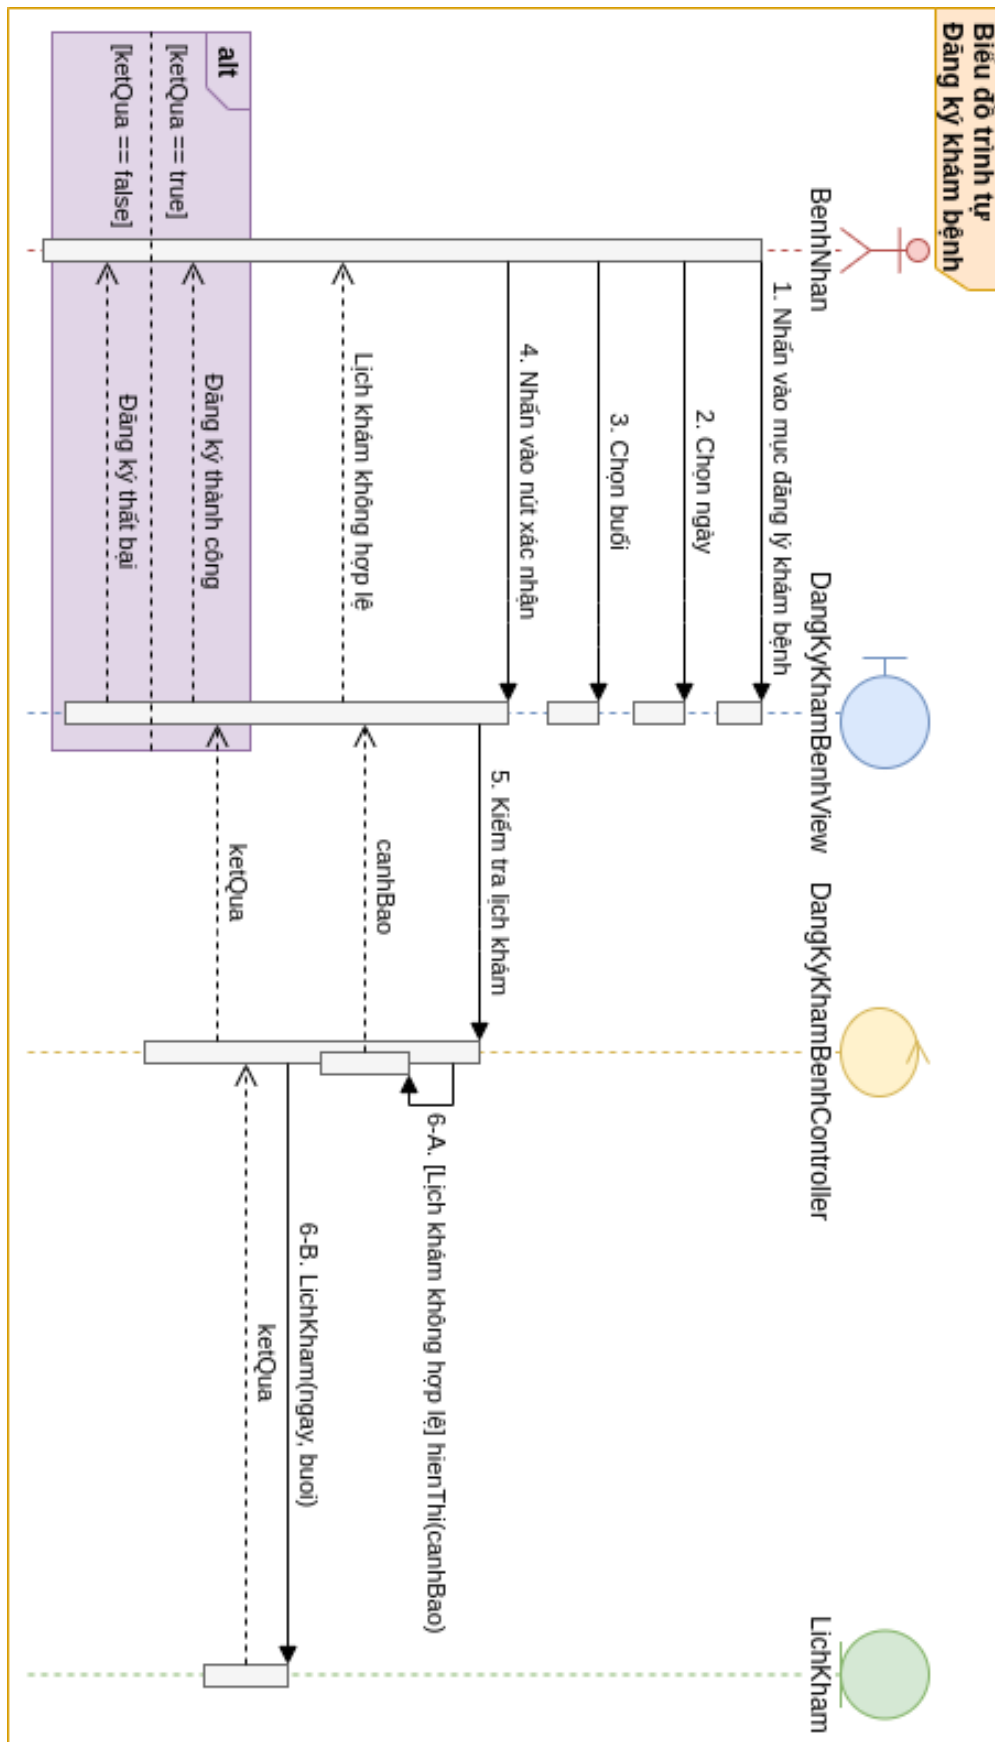 Biểu đồ trình tự
Đăng ký khám bệnh
BenhNhan
DangKyKhamBenhView
DangKyKhamBenhController
LichKham
1. Nhấn vào mục đăng lý khám bệnh
2. Chọn ngày
3. Chọn buổi
4. Nhấn vào nút xác nhận
5. Kiểm tra lịch khám
6-A. [Lịch khám không hợp lệ] hienThi(canhBao)
canhBao
Lịch khám không hợp lệ
6-B. LichKham(ngay, buoi)
ketQua
ketQua
alt
[ketQua == true]
Đăng ký thành công
[ketQua == false]
Đăng ký thất bại